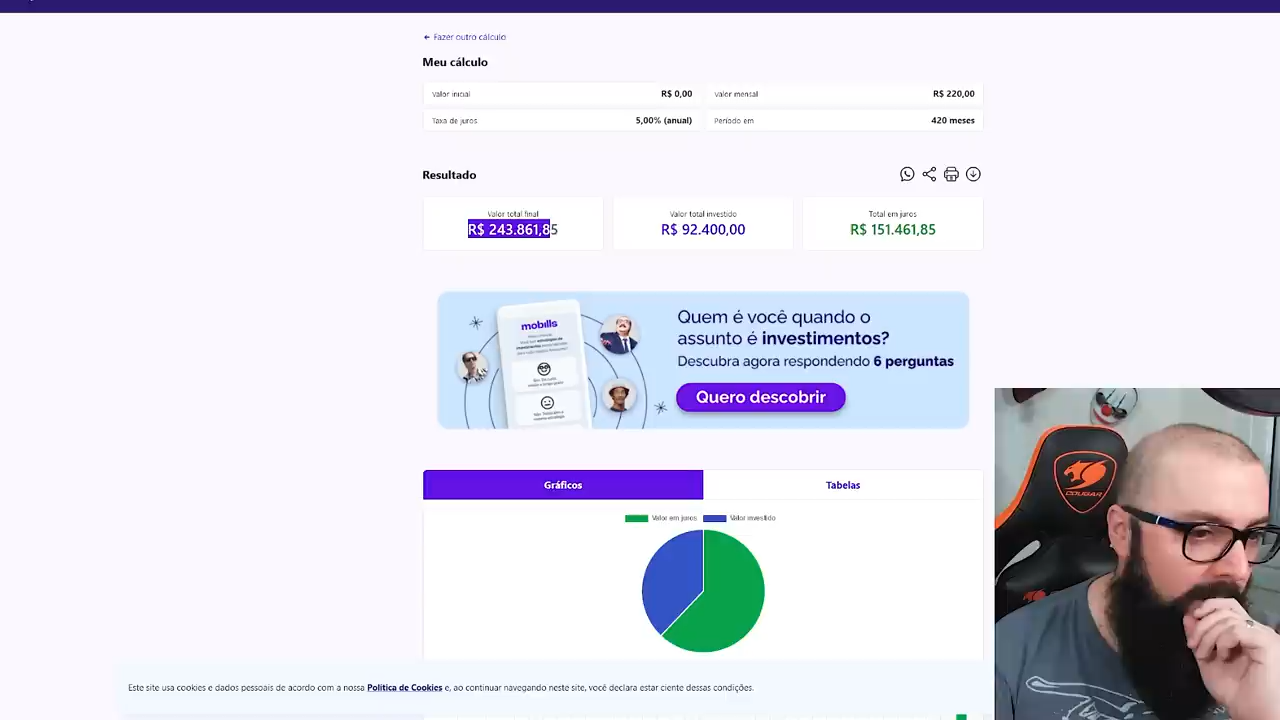 ← Fazer outro cálculo
Meu cálculo
Valor inicial R$ 0,00 Valor mensal R$ 220,00
Taxa de juros 5,00% (anual) Período em 420 meses
Resultado
Valor total final Valor total investido Total em juros
R$ 243.861,85 R$ 92.400,00 R$ 151.461,85
mobills
Quem é você quando o
assunto é investimentos?
Descubra agora respondendo 6 perguntas
Quero descobrir
Gráficos Tabelas
Valor em juros Valor investido
COUGAR
Este site usa cookies e dados pessoais de acordo com a nossa Política de Cookies e, ao continuar navegando neste site, você declara estar ciente dessas condições.